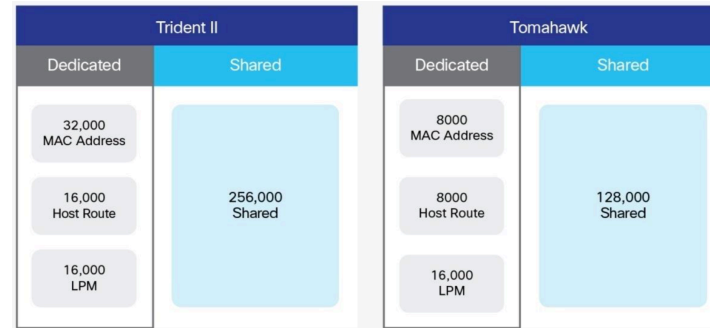 Trident II
Dedicated
Shared
32,000
MAC Address
16,000
Host Route
16,000
LPM
256,000
Shared
Tomahawk
Dedicated
Shared
8000
MAC Address
8000
Host Route
16,000
LPM
128,000
Shared